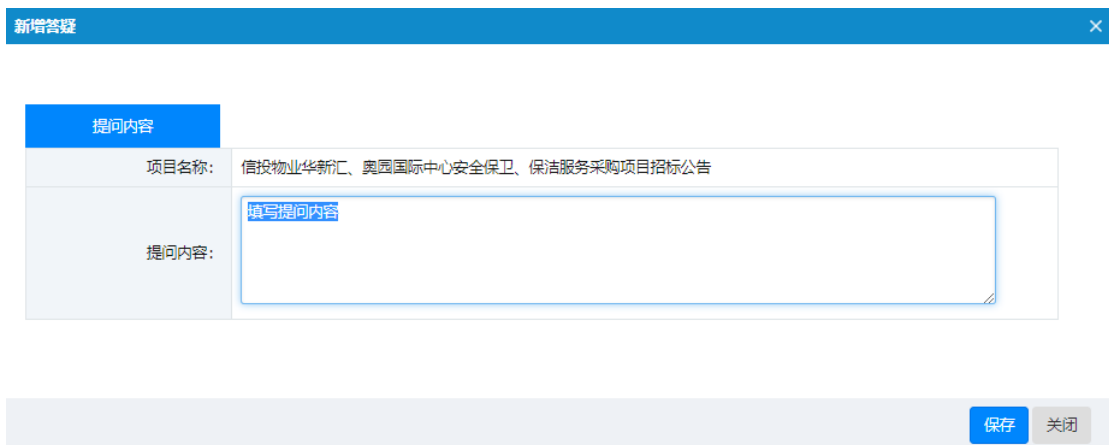 新增答疑
提问内容
项目名称： 信投物业华新汇、奥园国际中心安全保卫、保洁服务采购项目招标公告
填写提问内容
提问内容：
保存 关闭